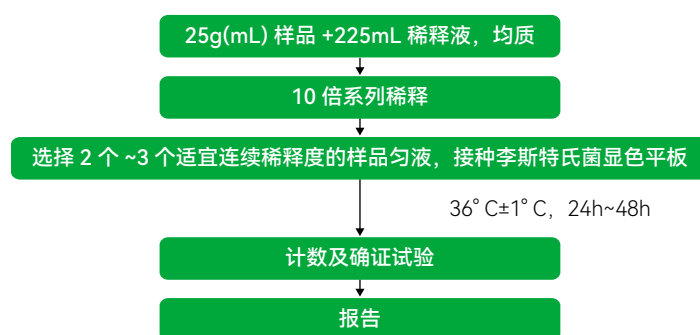 25g(mL) 样品 +225mL 稀释液，均质
10 倍系列稀释
选择 2 个 ~3 个适宜连续稀释度的样品匀液，接种李斯特氏菌显色平板
36°C±1°C，24h~48h
计数及确证试验
报告